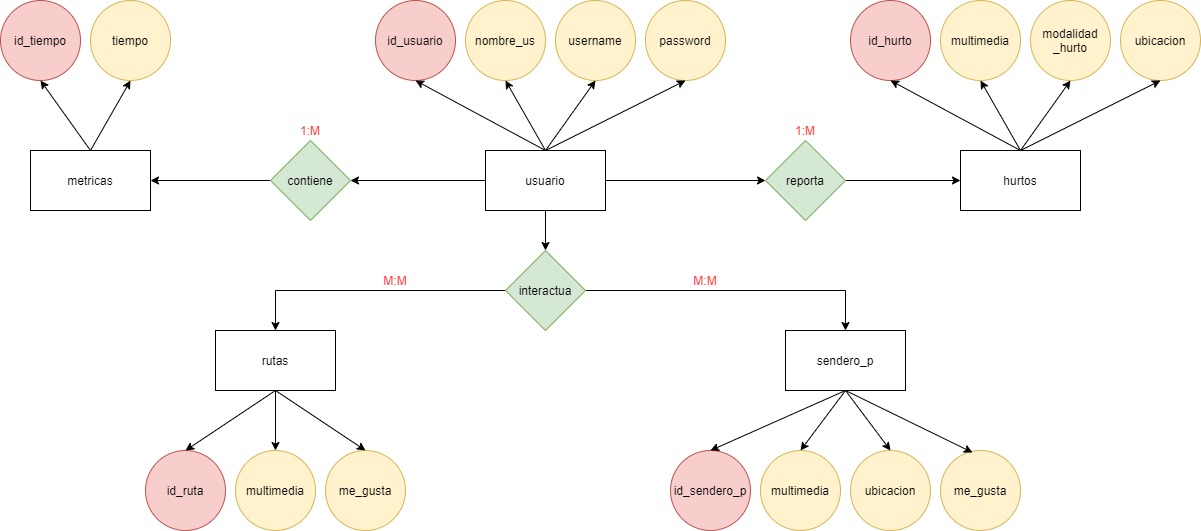 id_tiempo
tiempo
id_usuario
nombre_us
username
password
id_hurto
multimedia
modalidad
_hurto
ubicacion
1:M
1:M
metricas
contiene
usuario
reporta
hurtos
M:M
interactua
M:M
rutas
sendero_p
id_ruta
multimedia
me_gusta
id_sendero_p
multimedia
ubicacion
me_gusta